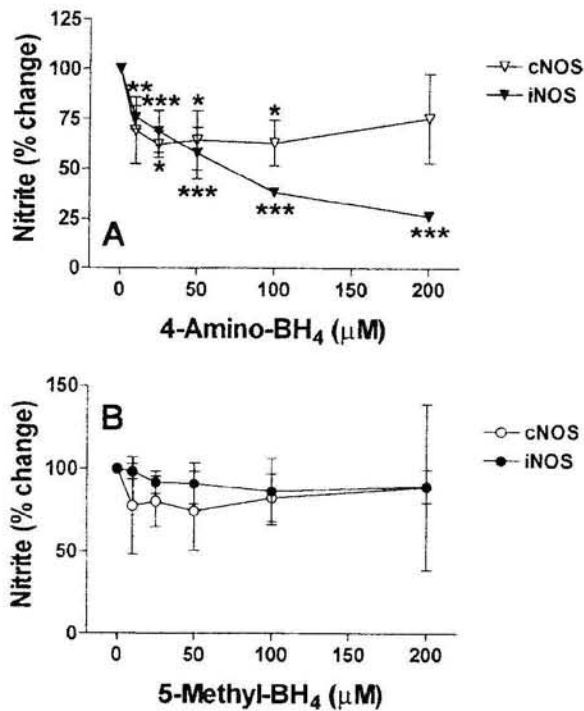 125
100
75
50
25
0
Nitrite (% change)
A
** 
*** * *
*
*** *** ***
cNOS
iNOS
0 50 100 150 200
4-Amino-BH4 (μM)
150
100
50
0
Nitrite (% change)
B
cNOS
iNOS
0 50 100 150 200
5-Methyl-BH4 (μM)